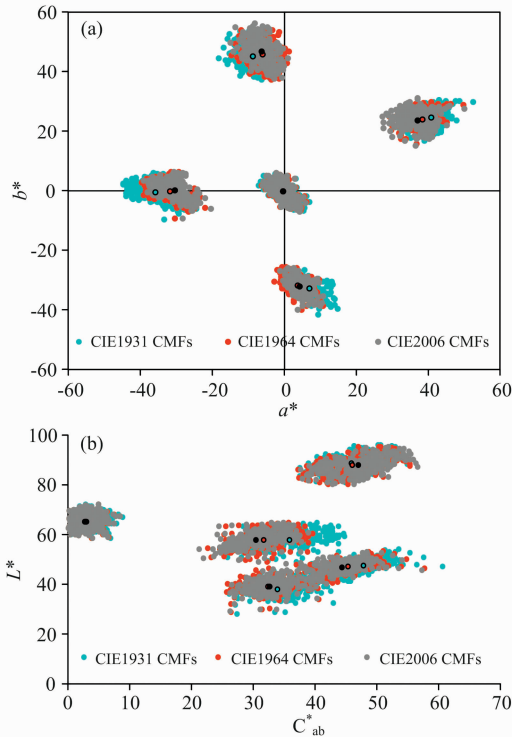 (a)
60
40
20
0
-20
-40
-60
b*
CIE1931 CMFs CIE1964 CMFs CIE2006 CMFs
-60 -40 -20 0 20 40 60
a*
(b)
100
80
60
40
20
0
L*
CIE1931 CMFs CIE1964 CMFs CIE2006 CMFs
0 10 20 30 40 50 60 70
C*ab